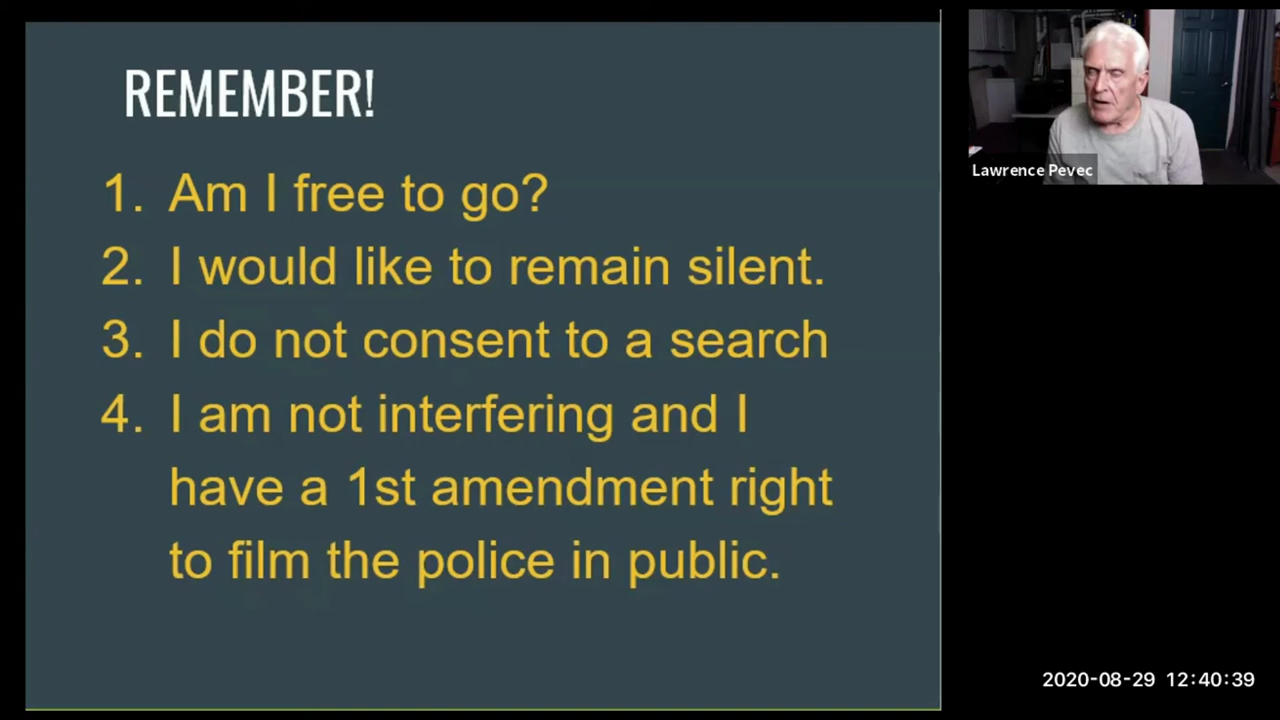 REMEMBER!
1. Am I free to go?
2. I would like to remain silent.
3. I do not consent to a search
4. I am not interfering and I
have a 1st amendment right
to film the police in public.
Lawrence Pevec
2020-08-29 12:40:39